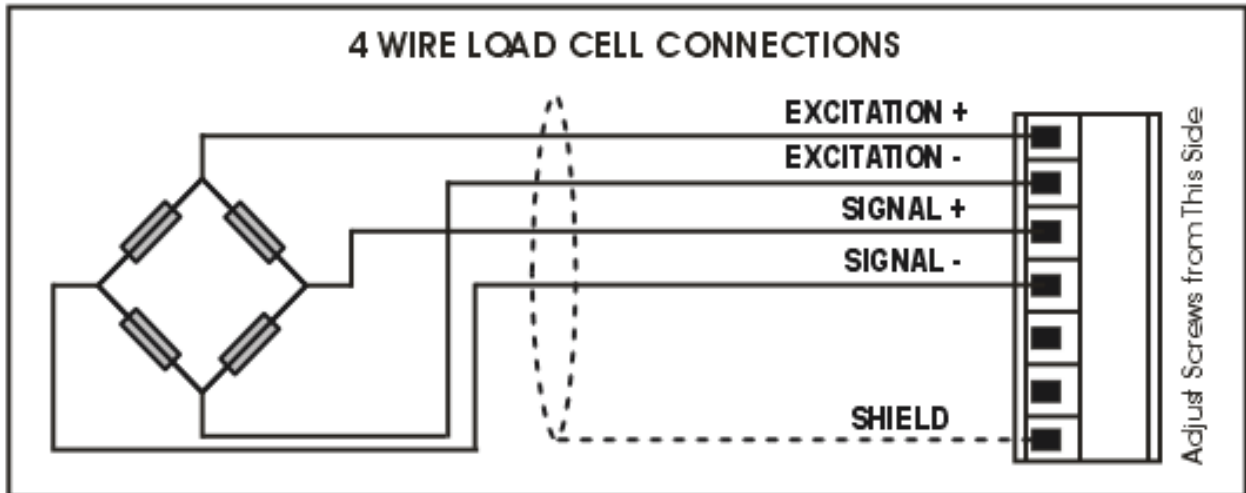 4 WIRE LOAD CELL CONNECTIONS
EXCITATION +
EXCITATION -
SIGNAL +
SIGNAL -
SHIELD
Adjust Screws from This Side